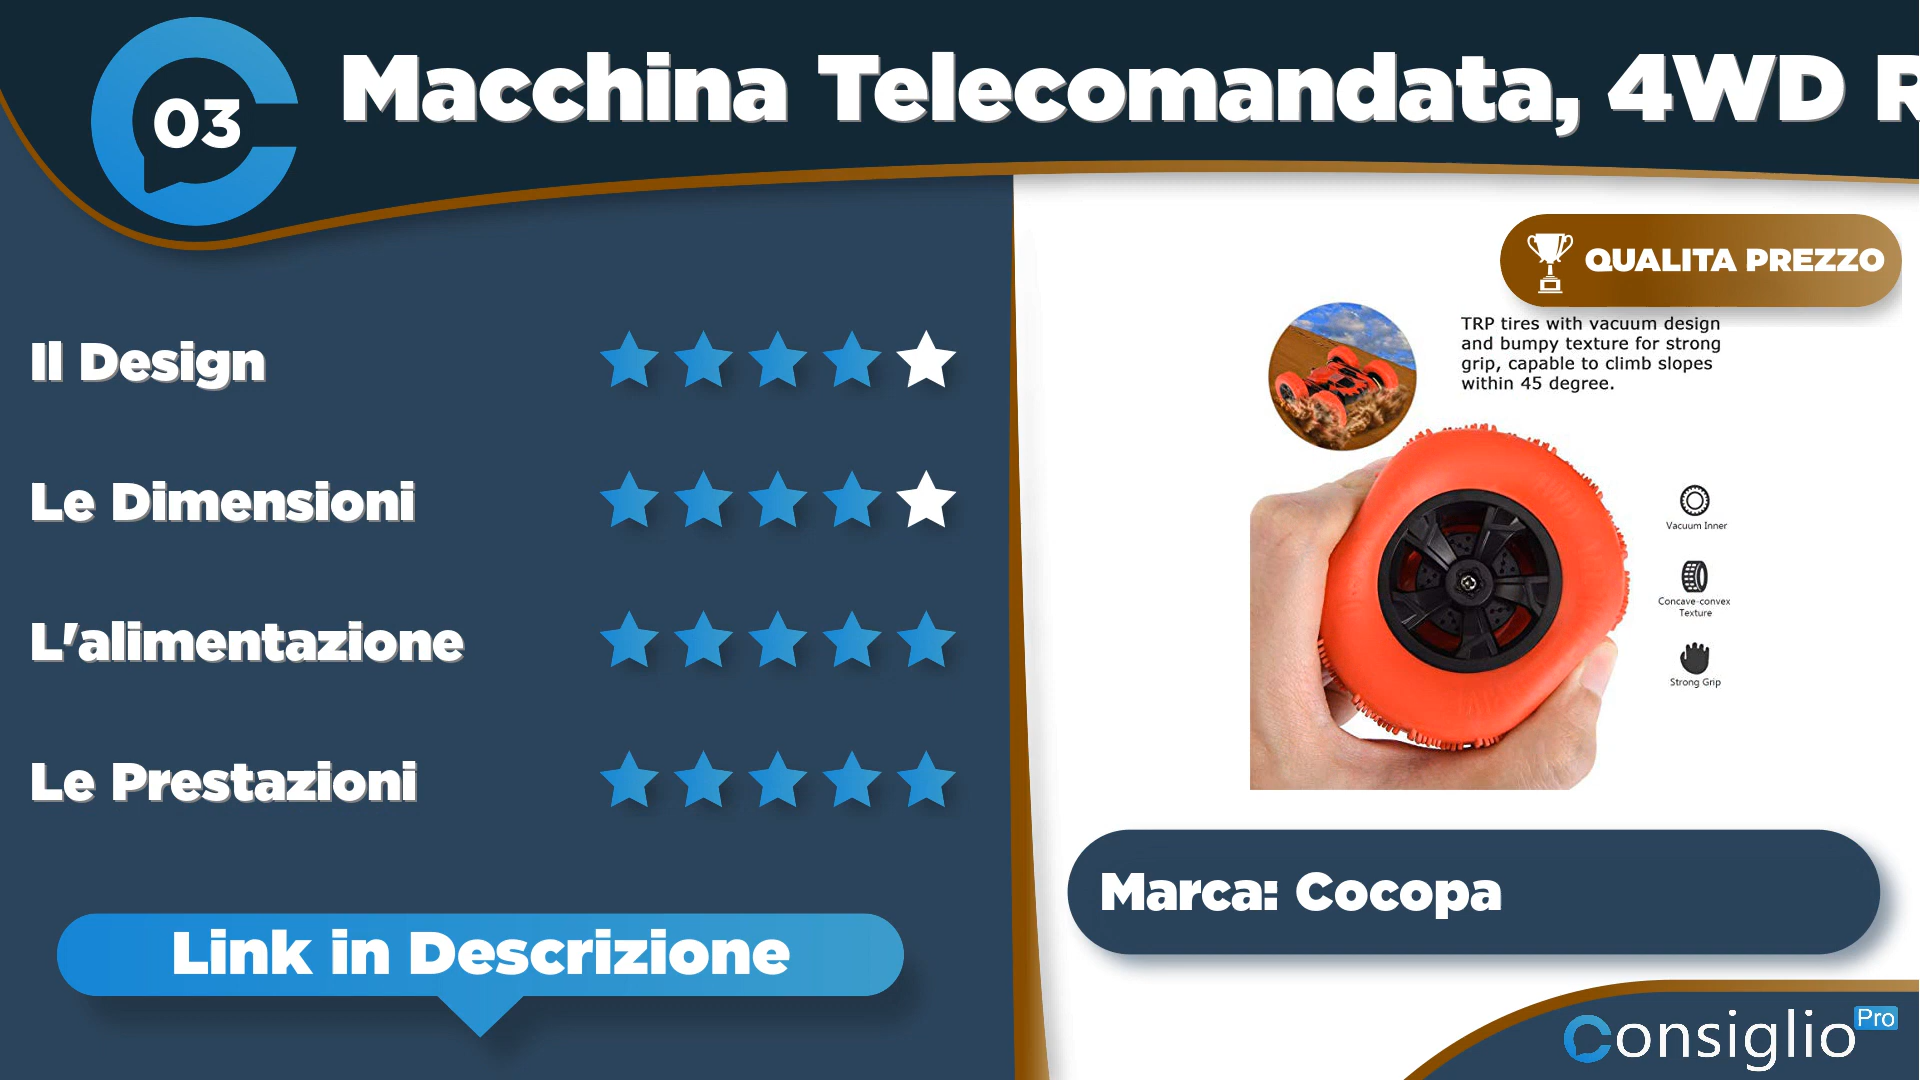 03
Macchina Telecomandata, 4WD R
QUALITA PREZZO
Il Design
Le Dimensioni
L'alimentazione
Le Prestazioni
Link in Descrizione
TRP tires with vacuum design
and bumpy texture for strong
grip, capable to climb slopes
within 45 degree.
Vacuum Inner
Concave-convex
Texture
Strong Grip
Marca: Cocopa
Consiglio Pro